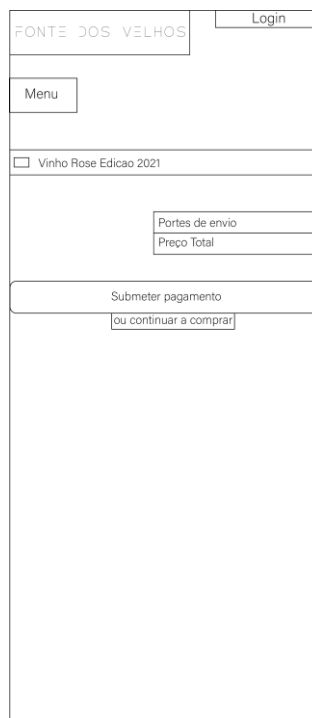 FONTE DOS VELHOS
Login
Menu
Vinho Rose Edicao 2021
Portes de envio
Preço Total
Submeter pagamento
ou continuar a comprar